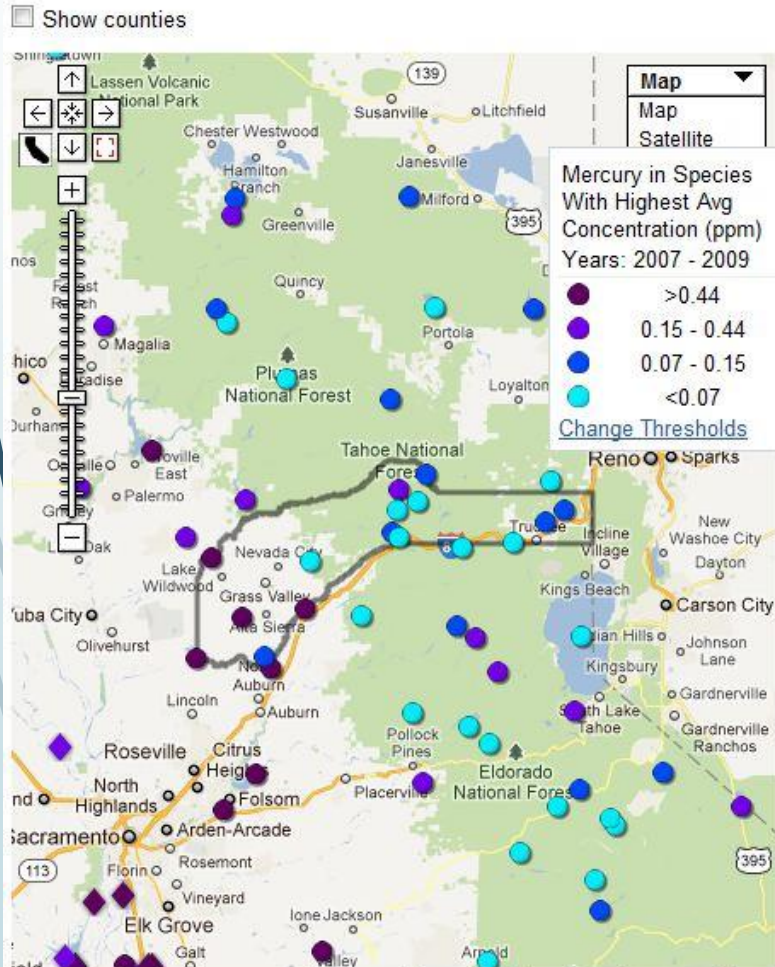 Show counties
Lassen Volcanic
National Park
139
Susanville
Litchfield
Map
Map
Satellite
Chester Westwood
Hamilton
Branch
Janesville
Milford
395
Greenville
Mercury in Species
With Highest Avg
Concentration (ppm)
Years: 2007 - 2009
>0.44
0.15 - 0.44
0.07 - 0.15
<0.07
Change Thresholds
Quincy
Magalia
Portola
Plumas
National Forest
Loyalton
Tahoe National
Forest
Reno
Sparks
East
Palermo
Nevada City
Truckee
Incline
Village
New
Washoe City
Dayton
Lake
Wildwood
Grass Valley
Alta Sierra
Kings Beach
Carson City
Olivehurst
Johnson
Lane
Kingsbury
Auburn
Lincoln
Auburn
Gardnerville
South Lake
Tahoe
Gardnerville
Ranchos
Pollock
Pines
Roseville
Citrus
Heights
Eldorado
National Forest
North
Highlands
Folsom
Placerville
Sacramento
Arden-Arcade
113
Florin
Rosemont
395
Vineyard
Elk Grove
Ione
Jackson
Galt
Valley
Arnold